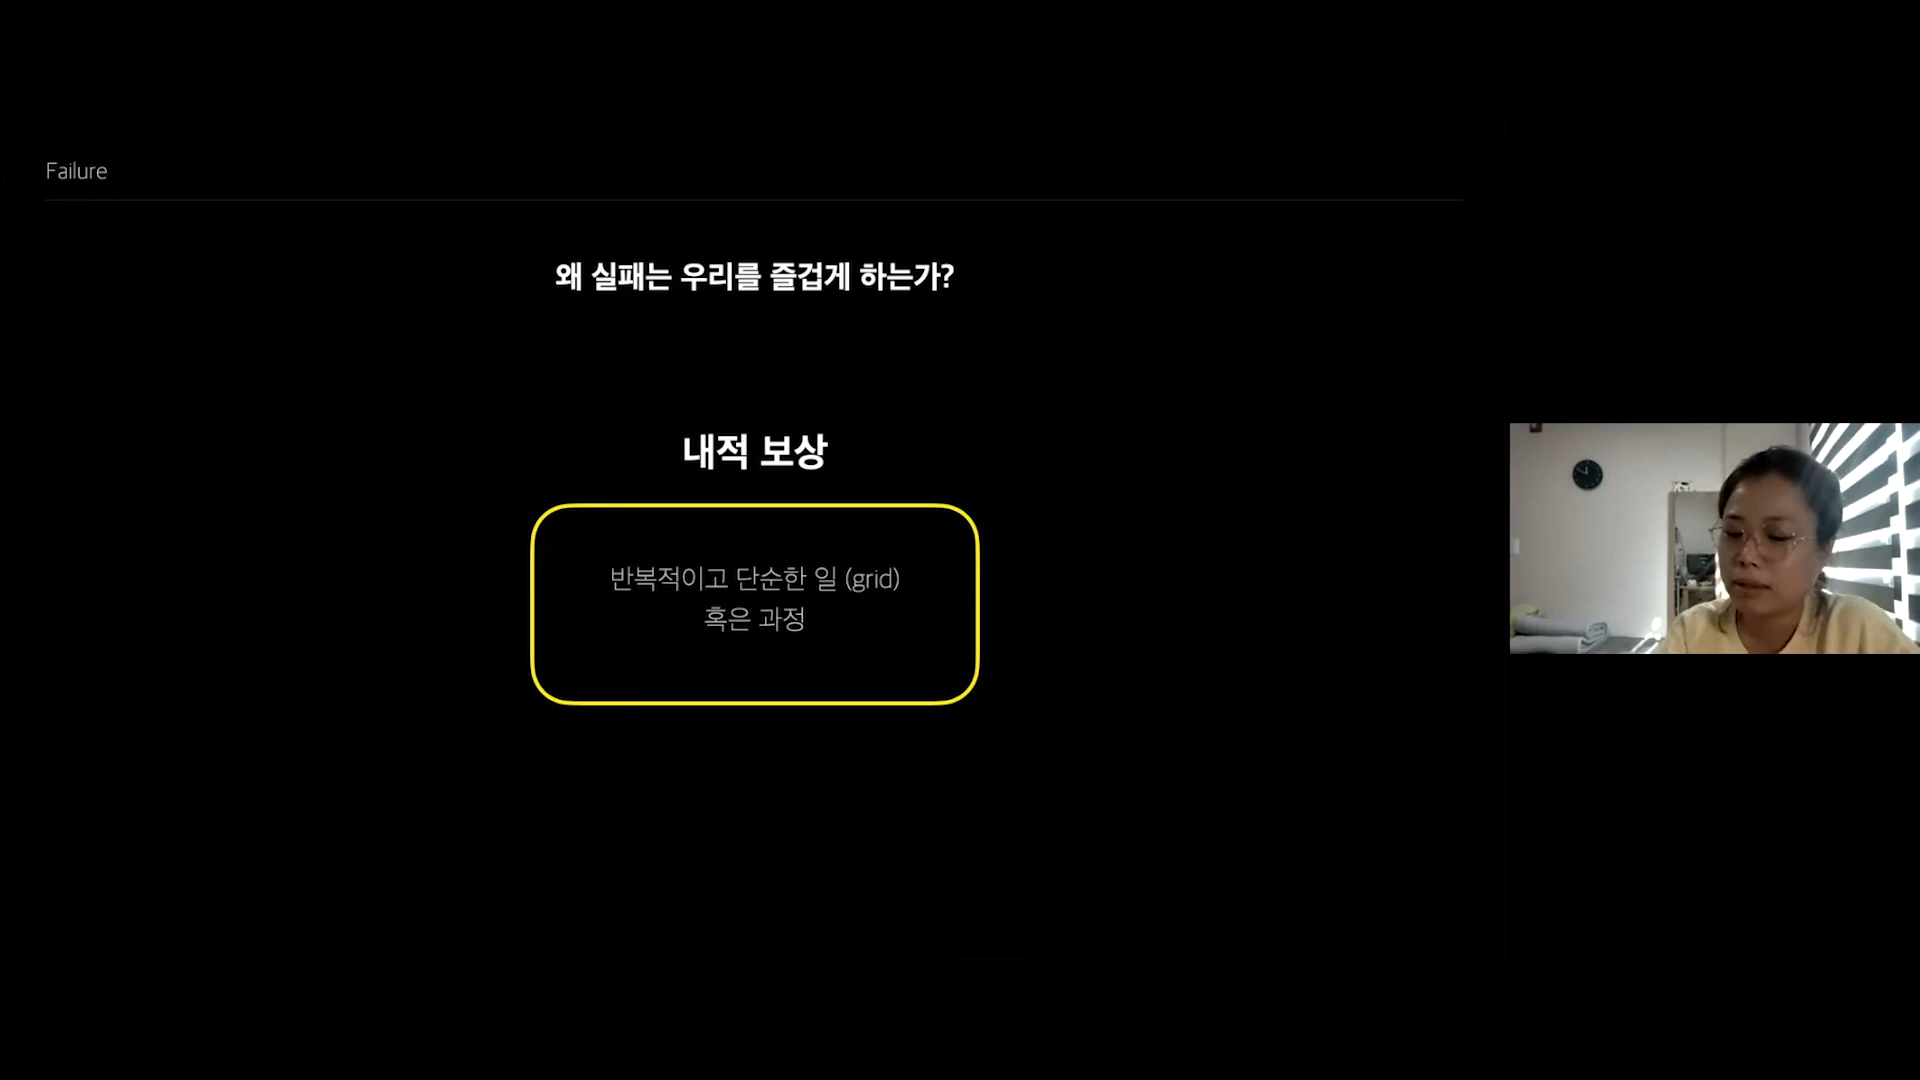 Failure
왜 실패는 우리를 즐겁게 하는가?
내적 보상
반복적이고 단순한 일 (grid)
혹은 과정